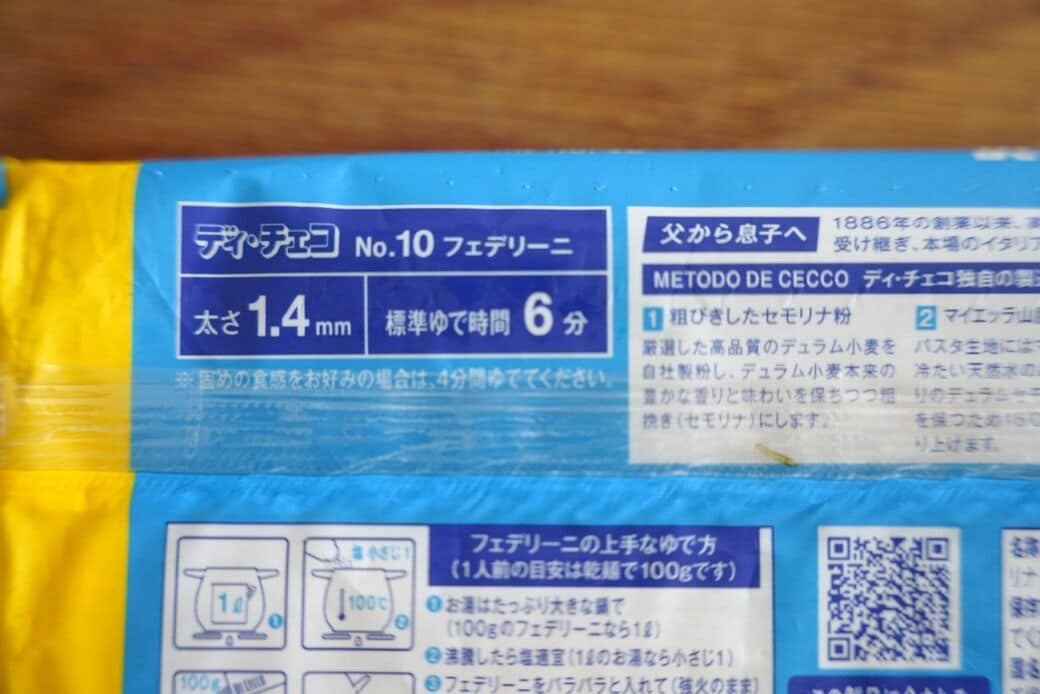 ディ・チェコ No.10 フェデリーニ
太さ 1.4 mm 標準ゆで時間 6 分
※固めの食感をお好みの場合は、4分間ゆでてください。
父から息子へ
1886年の創業以来、
受け継ぎ、本場のイタリア
METODO DE CECCO ディ・チェコ独自の製
1 粗びきしたセモリナ粉
厳選した高品質のデュラム小麦を
自社製粉し、デュラム小麦本来の
豊かな香りと味わいを保ちつつ粗
挽き(セモリナ)にします。
2 マイエッラ山
パスタ生地には
冷たい天然水の
りのデュラムセモ
を保つため15℃
り上げます。
1ℓ
1
塩 小さじ1
100℃
2
100g
フェデリーニの上手なゆで方
(1人前の目安は乾麺で100gです)
1 お湯はたっぷり大きな鍋で
(100gのフェデリーニなら1ℓ)
2 沸騰したら塩適宜(1ℓのお湯なら小さじ1)
3 フェデリーニをパラパラと入れて(強火のまま)
名称
リナ
保存